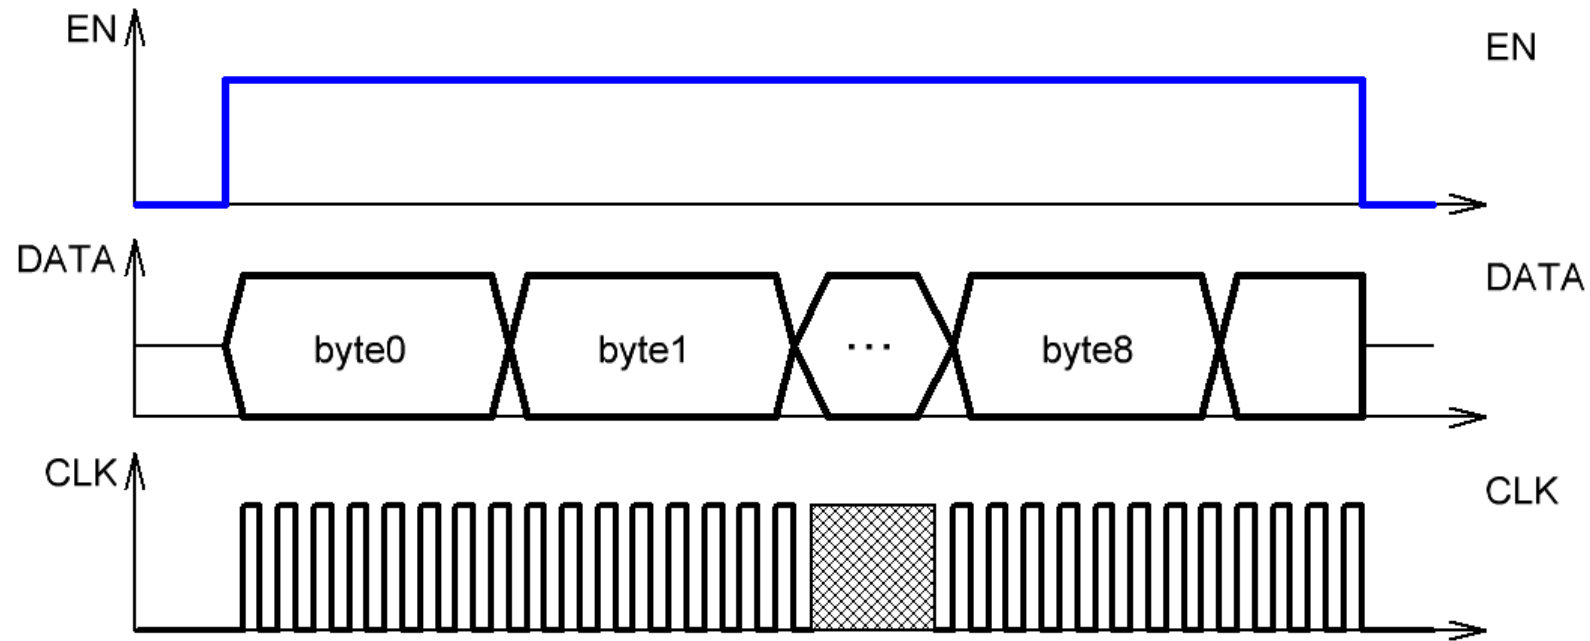 EN
EN
DATA
DATA
byte0
byte1
...
byte8
CLK
CLK